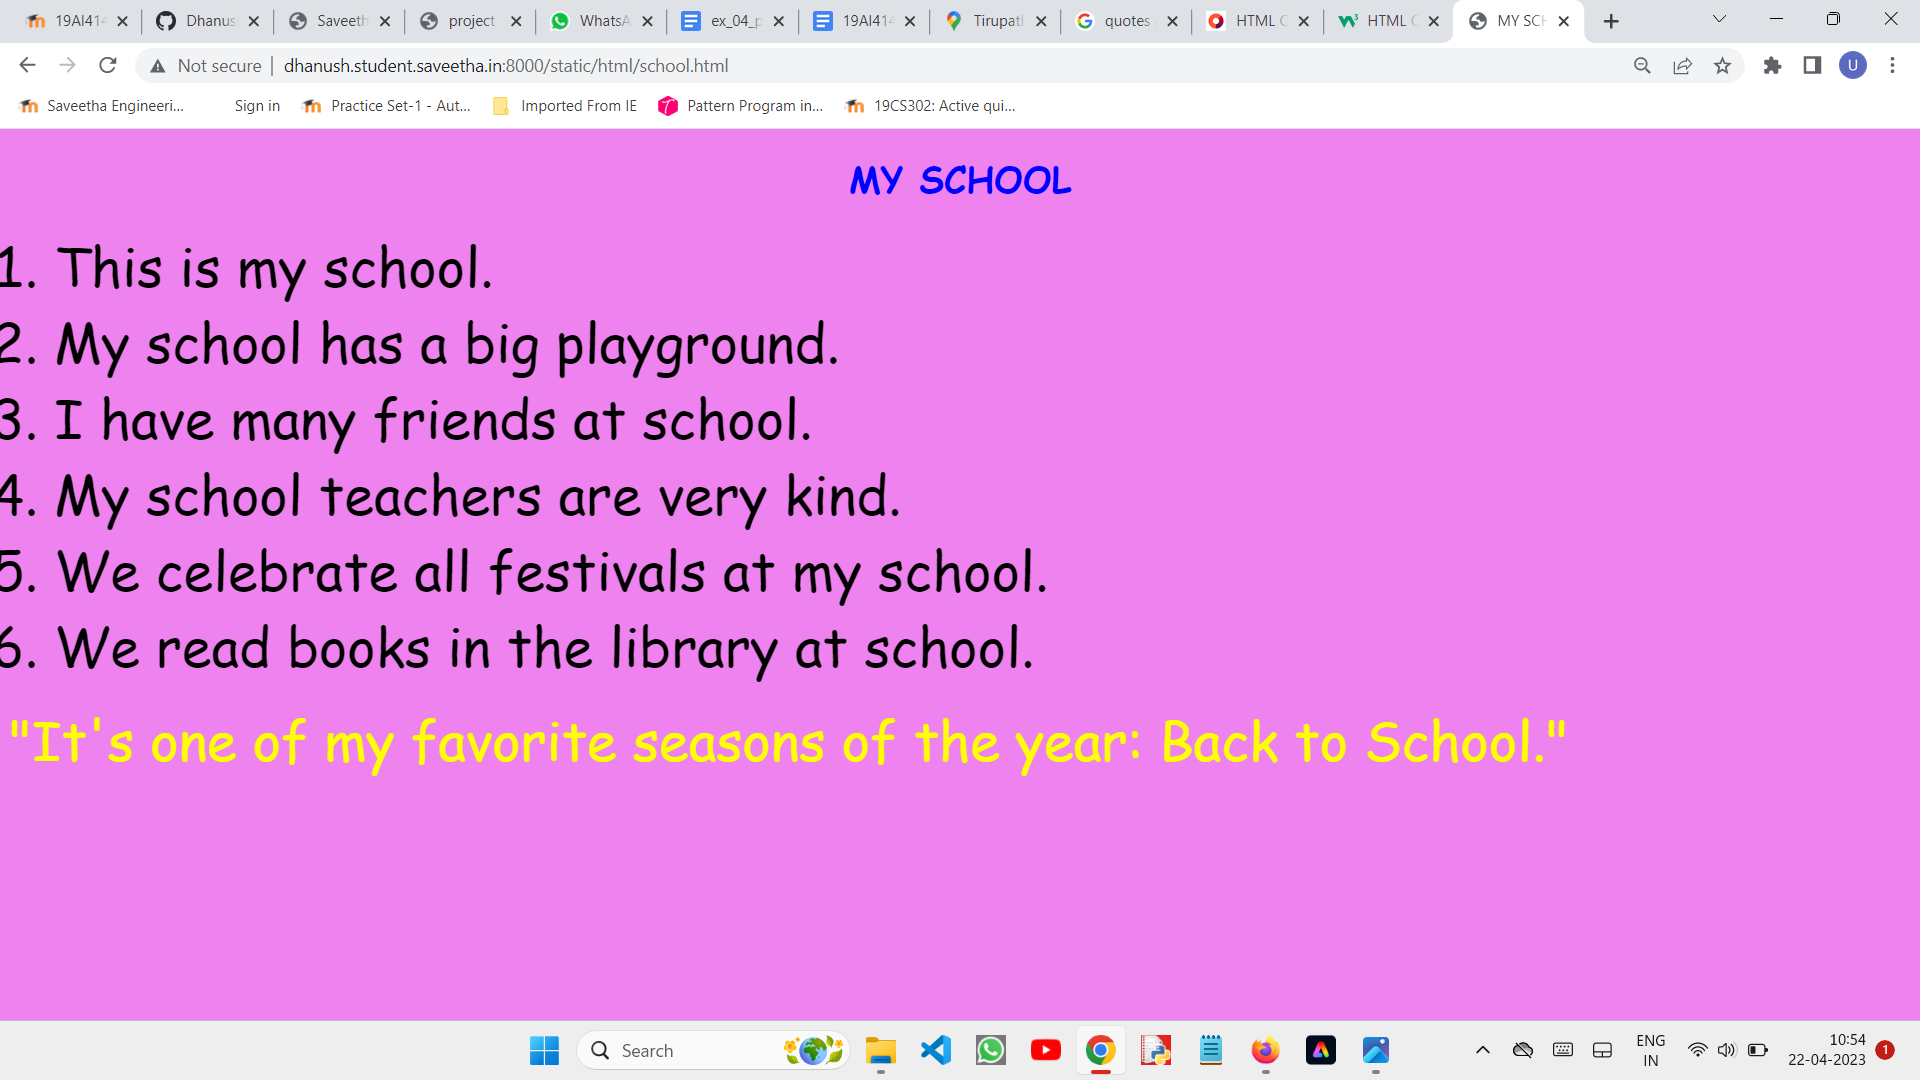 19AI414
Dhanus
Saveeth
project
WhatsA
ex_04_p
19AI414
Tirupath
quotes
HTML C
HTML C
MY SCH
Not secure
dhanush.student.saveetha.in:8000/static/html/school.html
U
Saveetha Engineeri...
Sign in
Practice Set-1 - Aut...
Imported From IE
Pattern Program in...
19CS302: Active qui...
MY SCHOOL
1. This is my school.
2. My school has a big playground.
3. I have many friends at school.
4. My school teachers are very kind.
5. We celebrate all festivals at my school.
6. We read books in the library at school.
"It's one of my favorite seasons of the year: Back to School."
Search
ENG
IN
10:54
22-04-2023
1